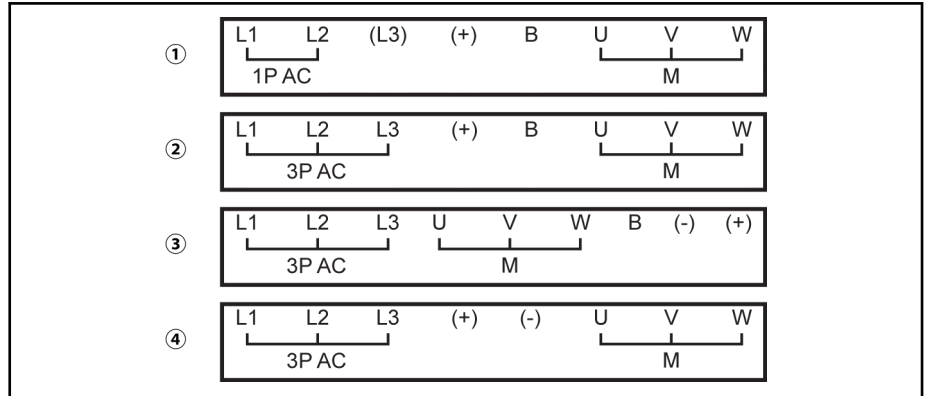 ① L1 L2 (L3) (+) B U V W
1P AC M
② L1 L2 L3 (+) B U V W
3P AC M
③ L1 L2 L3 U V W B (-) (+)
3P AC M
④ L1 L2 L3 (+) (-) U V W
3P AC M